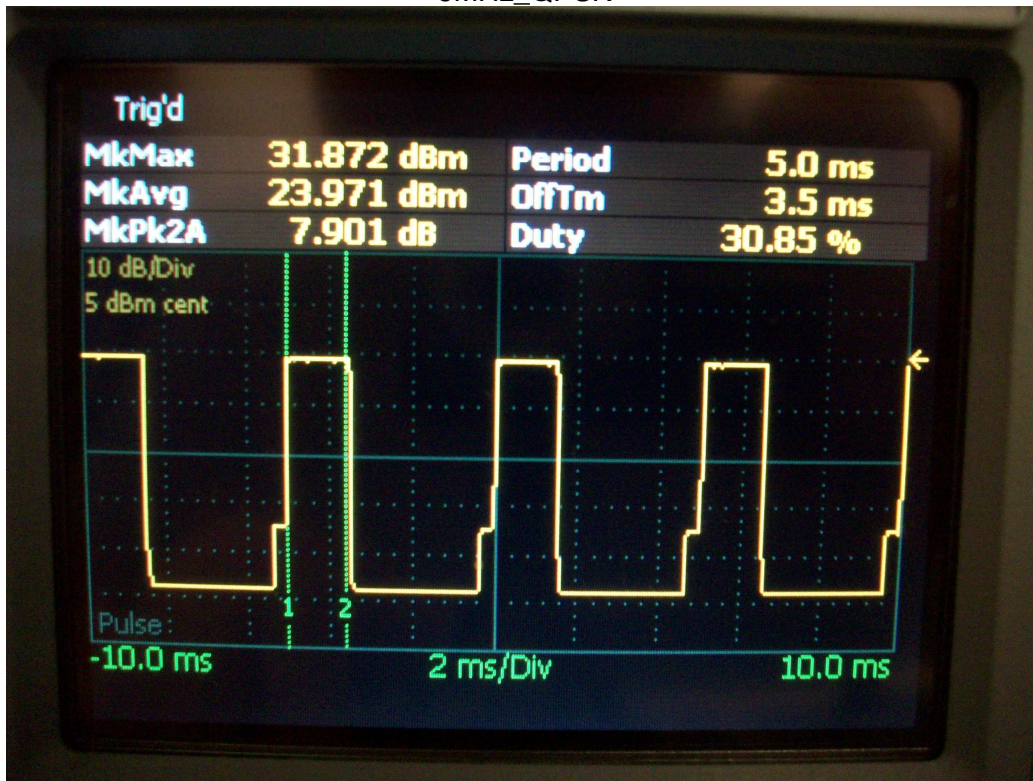 Trig'd
MkMax 31.872 dBm Period 5.0 ms
MkAvg 23.971 dBm OffTm 3.5 ms
MkPk2A 7.901 dB Duty 30.85 %
10 dB/Div
5 dBm cent
1 2
Pulse
-10.0 ms 2 ms/Div 10.0 ms